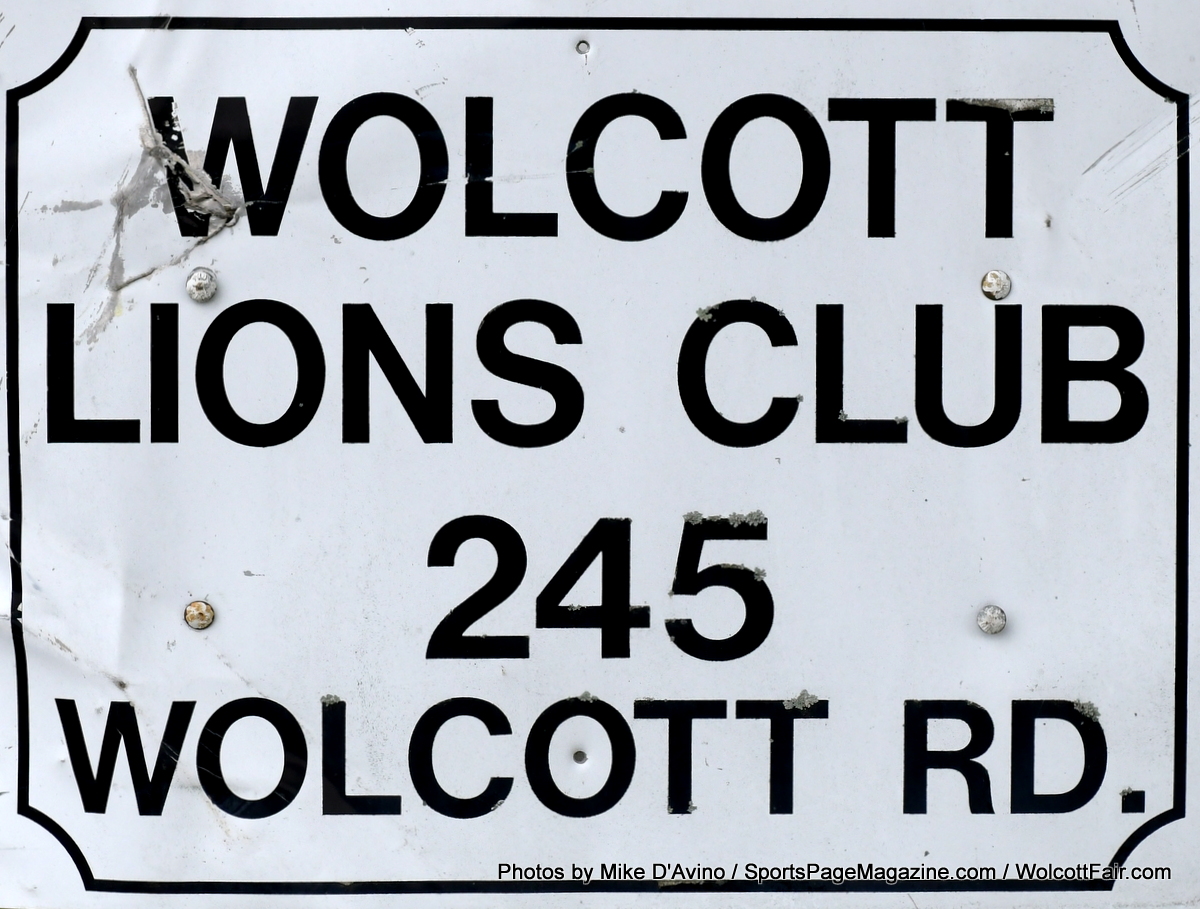 WOLCOTT
LIONS CLUB
245
WOLCOTT RD.
Photos by Mike D'Avino / SportsPageMagazine.com / WolcottFair.com